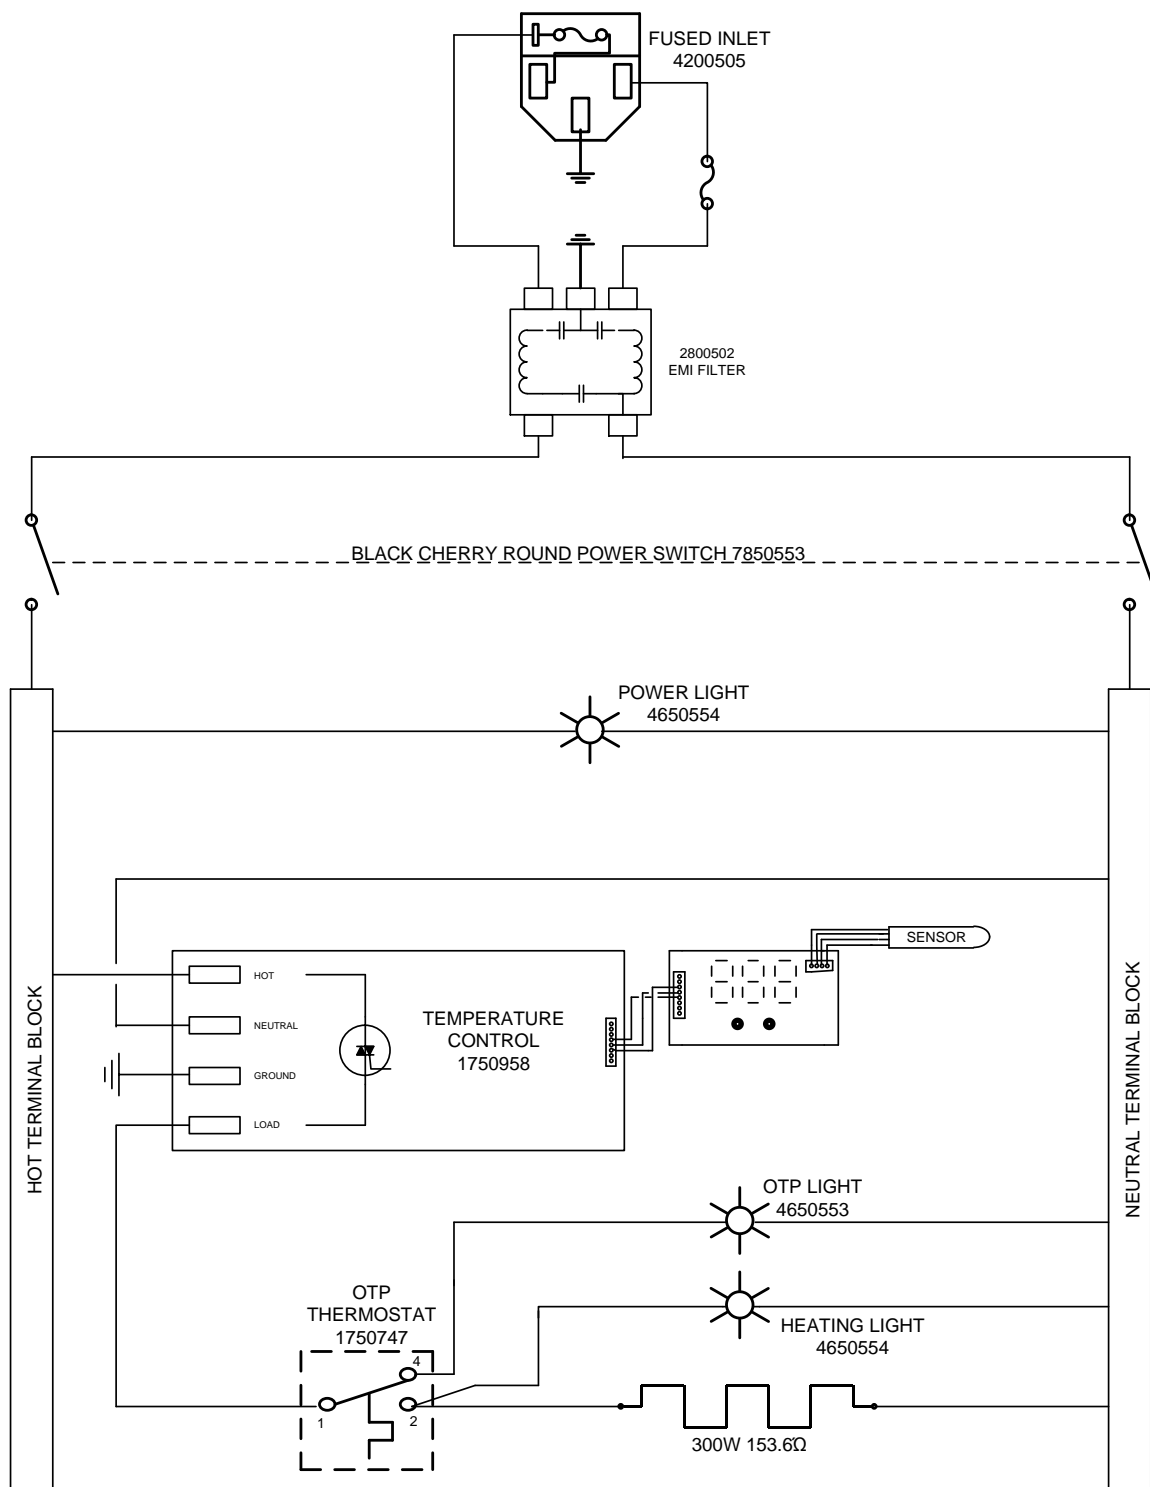 FUSED INLET
4200505
2800502
EMI FILTER
BLACK CHERRY ROUND POWER SWITCH 7850553
POWER LIGHT
4650554
SENSOR
HOT
NEUTRAL
GROUND
LOAD
TEMPERATURE
CONTROL
1750958
HOT TERMINAL BLOCK
NEUTRAL TERMINAL BLOCK
OTP LIGHT
4650553
OTP
THERMOSTAT
1750747
HEATING LIGHT
4650554
4
1
2
300W 153.6Ω